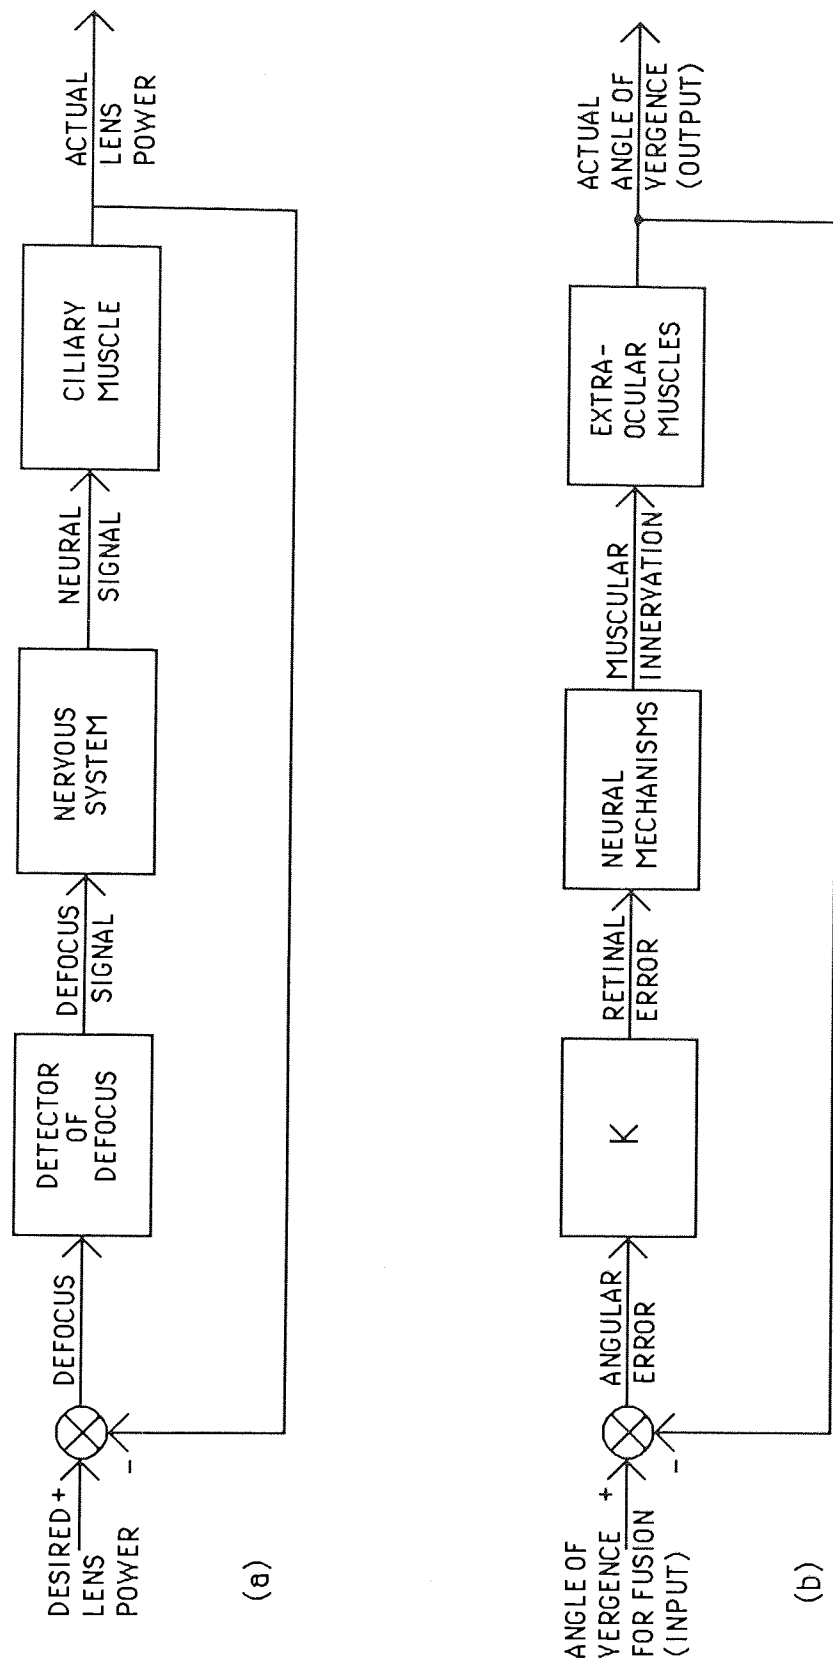 DESIRED +
LENS
POWER
-
DEFOCUS
DETECTOR
OF
DEFOCUS
DEFOCUS
SIGNAL
NERVOUS
SYSTEM
NEURAL
SIGNAL
CILIARY
MUSCLE
ACTUAL
LENS
POWER
(a)
ANGLE OF
VERGENCE +
FOR FUSION -
(INPUT)
ANGULAR
ERROR
K
RETINAL
ERROR
NEURAL
MECHANISMS
MUSCULAR
INNERVATION
EXTRA-
OCULAR
MUSCLES
ACTUAL
ANGLE OF
VERGENCE
(OUTPUT)
(b)